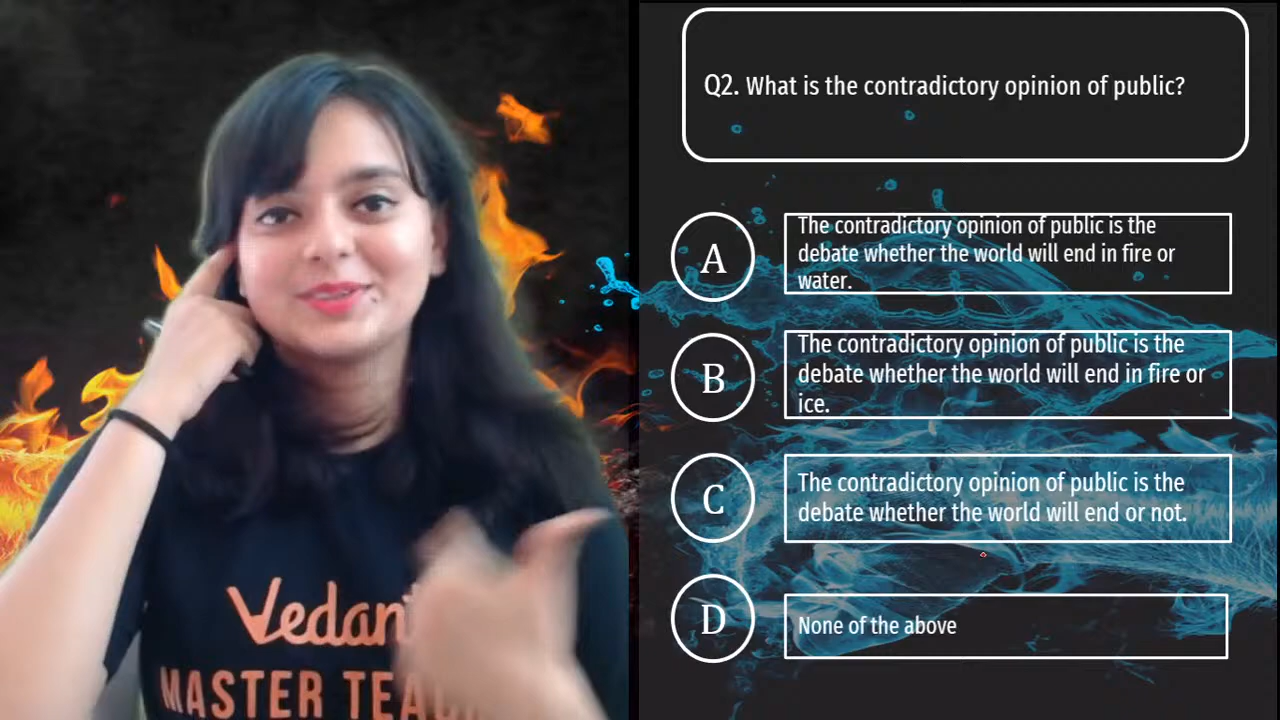 Q2. What is the contradictory opinion of public?
A
The contradictory opinion of public is the
debate whether the world will end in fire or
water.
B
The contradictory opinion of public is the
debate whether the world will end in fire or
ice.
C
The contradictory opinion of public is the
debate whether the world will end or not.
D
None of the above
Vedan
MASTER TEA